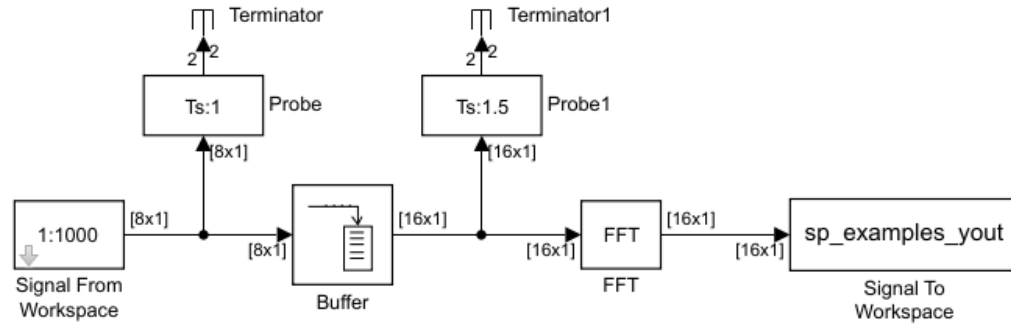 Terminator
Terminator1
2
2
2
2
Ts:1
Probe
Ts:1.5
Probe1
[8x1]
[16x1]
1:1000
[8x1]
[8x1]
[16x1]
[16x1]
FFT
[16x1]
[16x1]
sp_examples_yout
Signal From
Workspace
Buffer
FFT
Signal To
Workspace